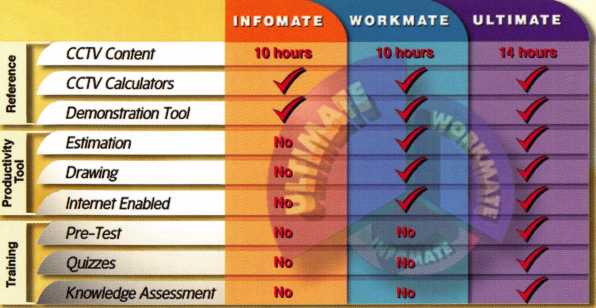 INFOMATE WORKMATE ULTIMATE
Reference
CCTV Content 10 hours 10 hours 14 hours
CCTV Calculators
Demonstration Tool
Productivity Tool
Estimation No
Drawing No
Internet Enabled No
Training
Pre-Test No No
Quizzes No No
Knowledge Assessment No No
ULTIMATE
WORKMATE
INFOMATE